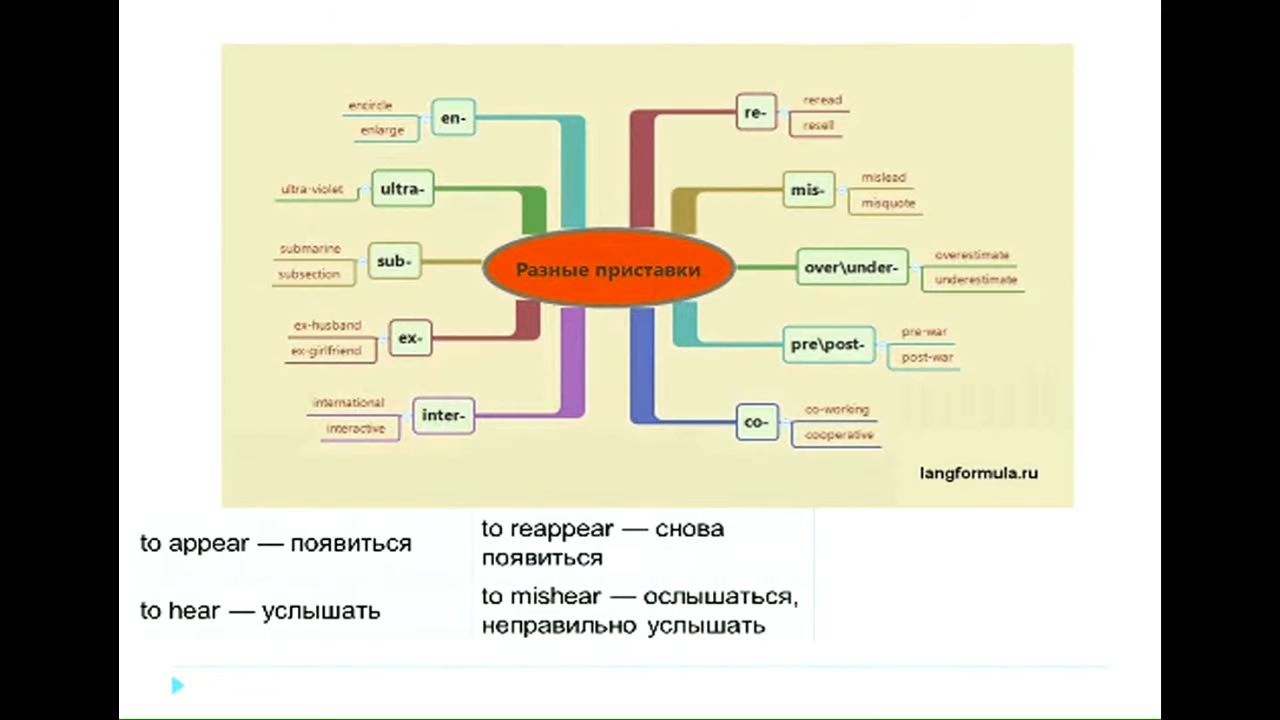 encircle
enlarge
en-
ultra-violet
ultra-
submarine
subsection
sub-
ex-husband
ex-girlfriend
ex-
international
interactive
inter-
Разные приставки
re-
reread
resell
mis-
mislead
misquote
over\under-
overestimate
underestimate
pre\post-
pre-war
post-war
co-
co-working
cooperative
langformula.ru
to appear — появиться
to reappear — снова
появиться
to hear — услышать
to mishear — ослышаться,
неправильно услышать